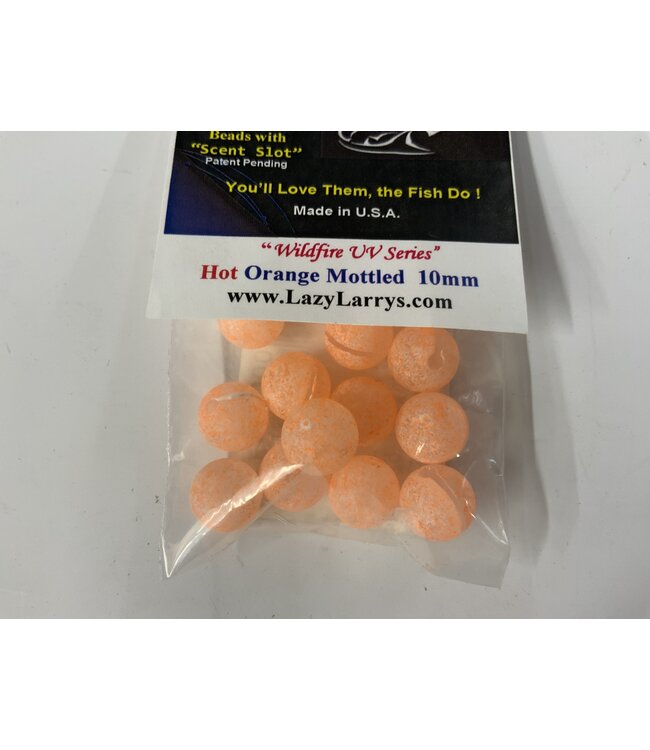 Beads with
"Scent Slot"
Patent Pending
You'll Love Them, the Fish Do !
Made in U.S.A.
"Wildfire UV Series"
Hot Orange Mottled 10mm
www.LazyLarrys.com